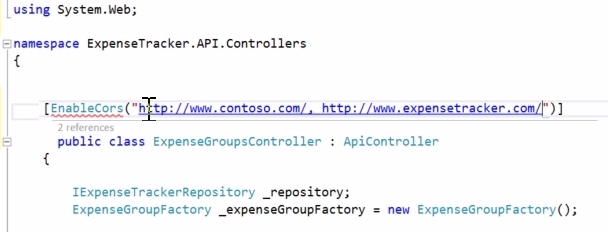 using System.Web;
namespace ExpenseTracker.API.Controllers
{
[EnableCors("http://www.contoso.com/, http://www.expensetracker.com/")]
2 references
public class ExpenseGroupsController : ApiController
{
IExpenseTrackerRepository _repository;
ExpenseGroupFactory _expenseGroupFactory = new ExpenseGroupFactory();